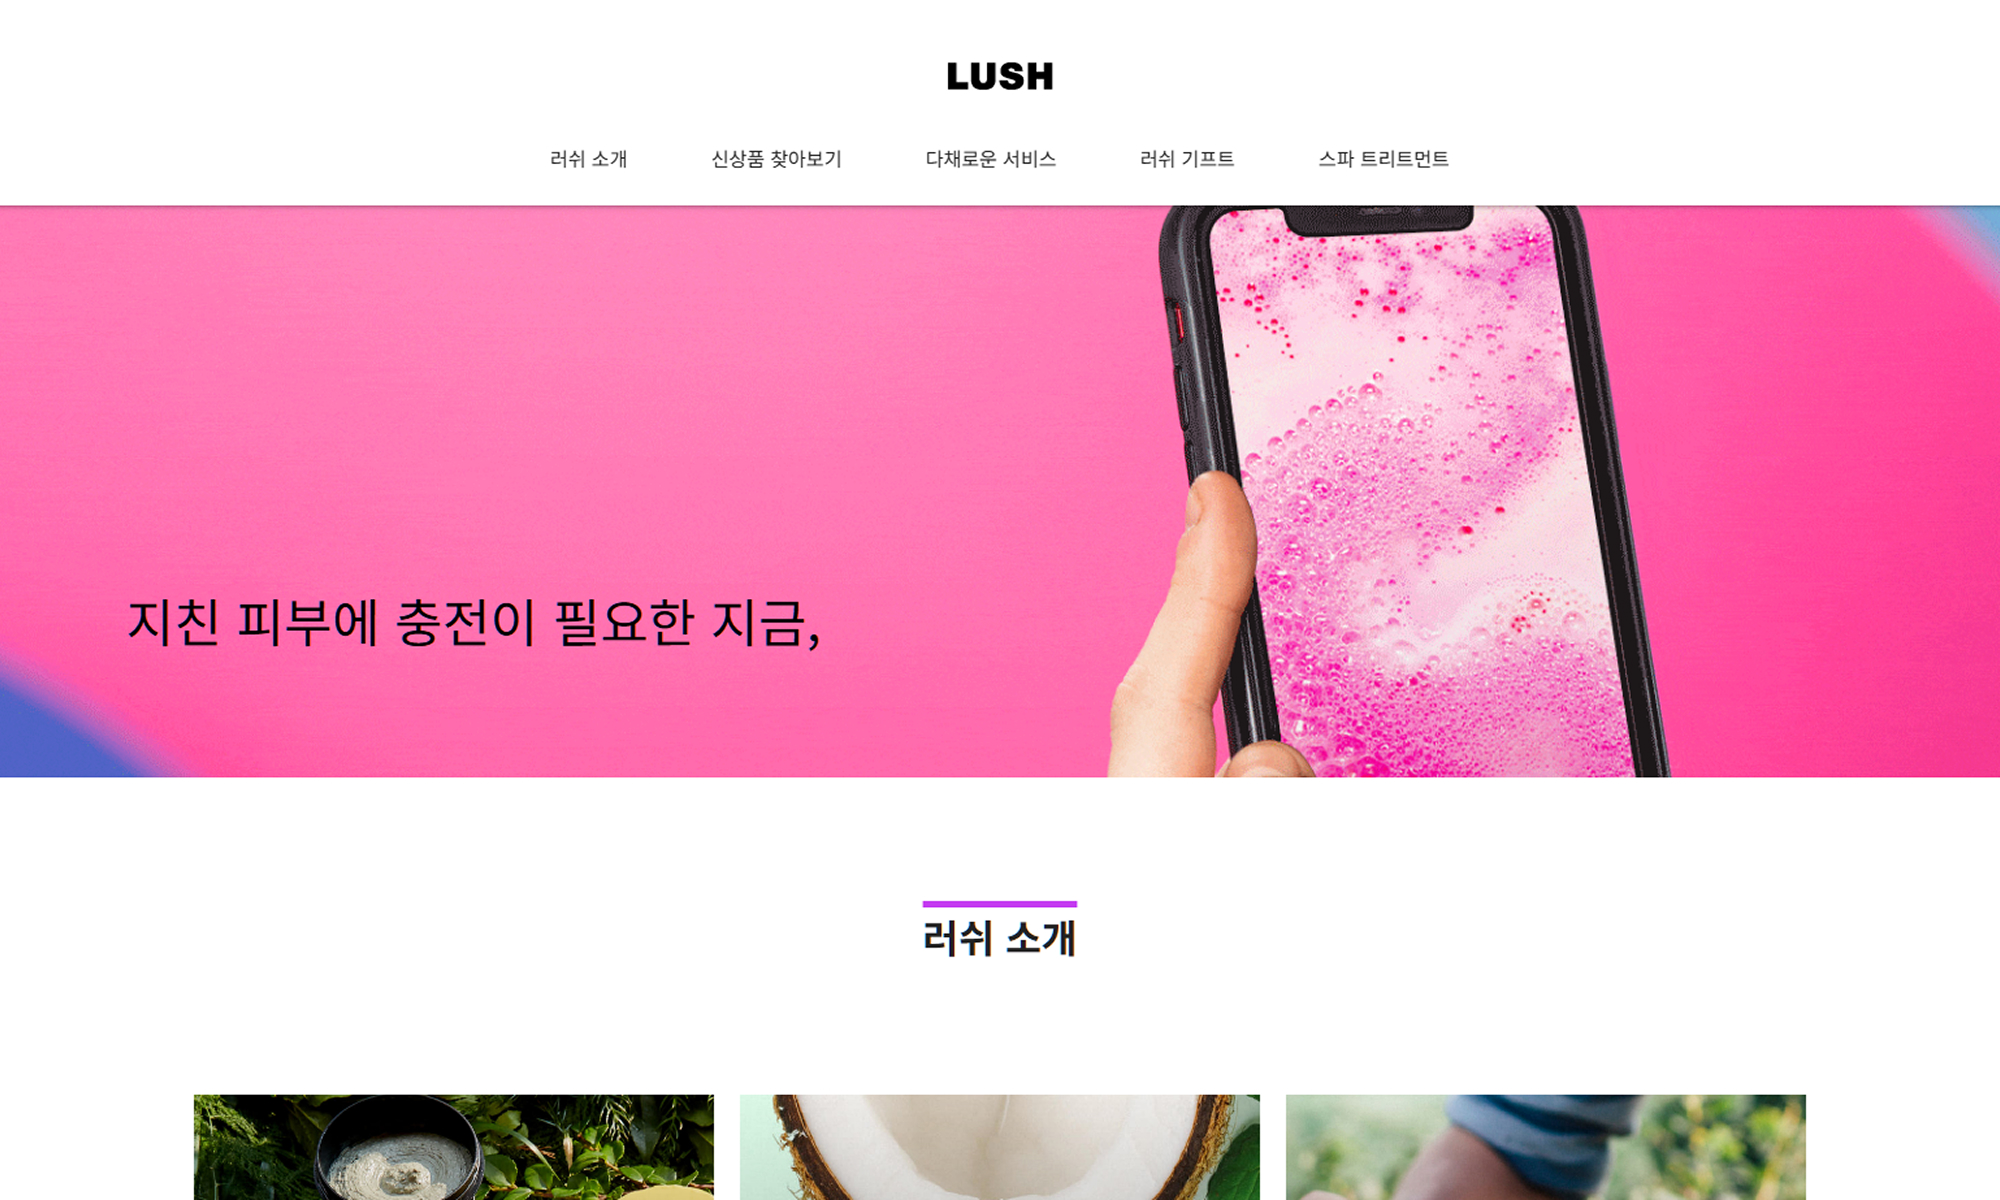 LUSH
러쉬 소개
신상품 찾아보기
다채로운 서비스
러쉬 기프트
스파 트리트먼트
지친 피부에 충전이 필요한 지금,
러쉬 소개